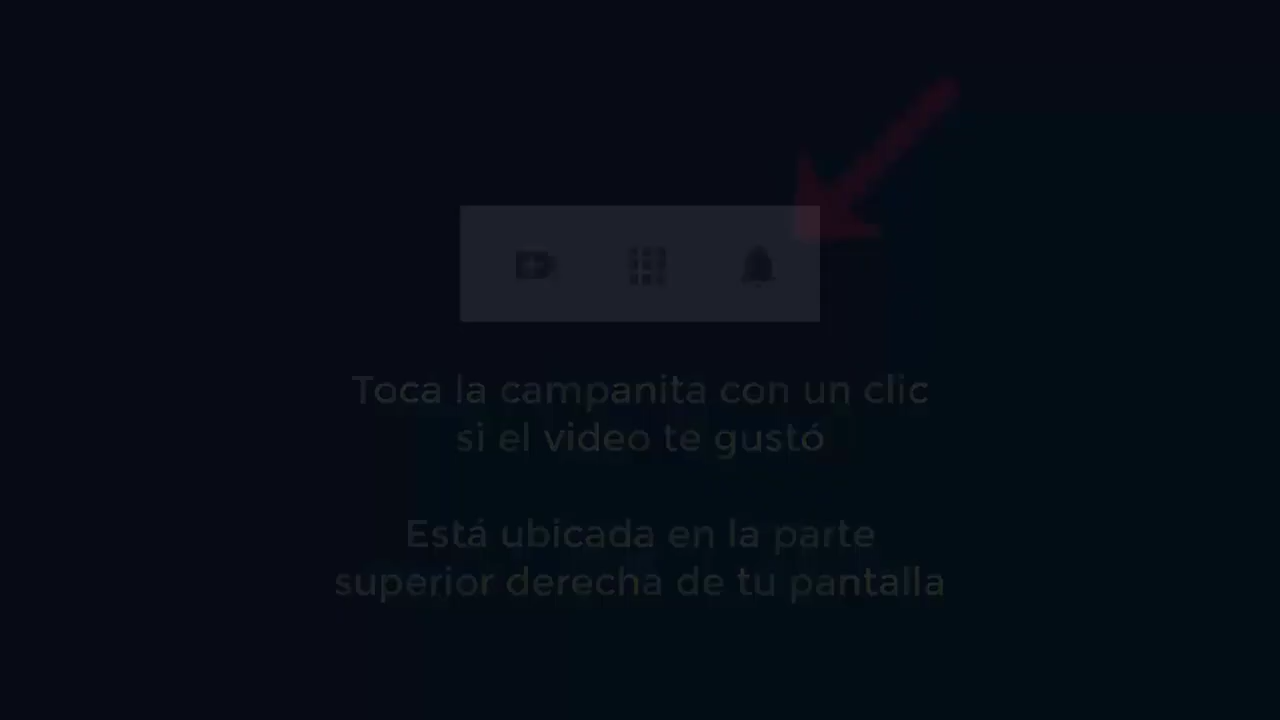 Toca la campanita con un clic
si el video te gustó
Está ubicada en la parte
superior derecha de tu pantalla